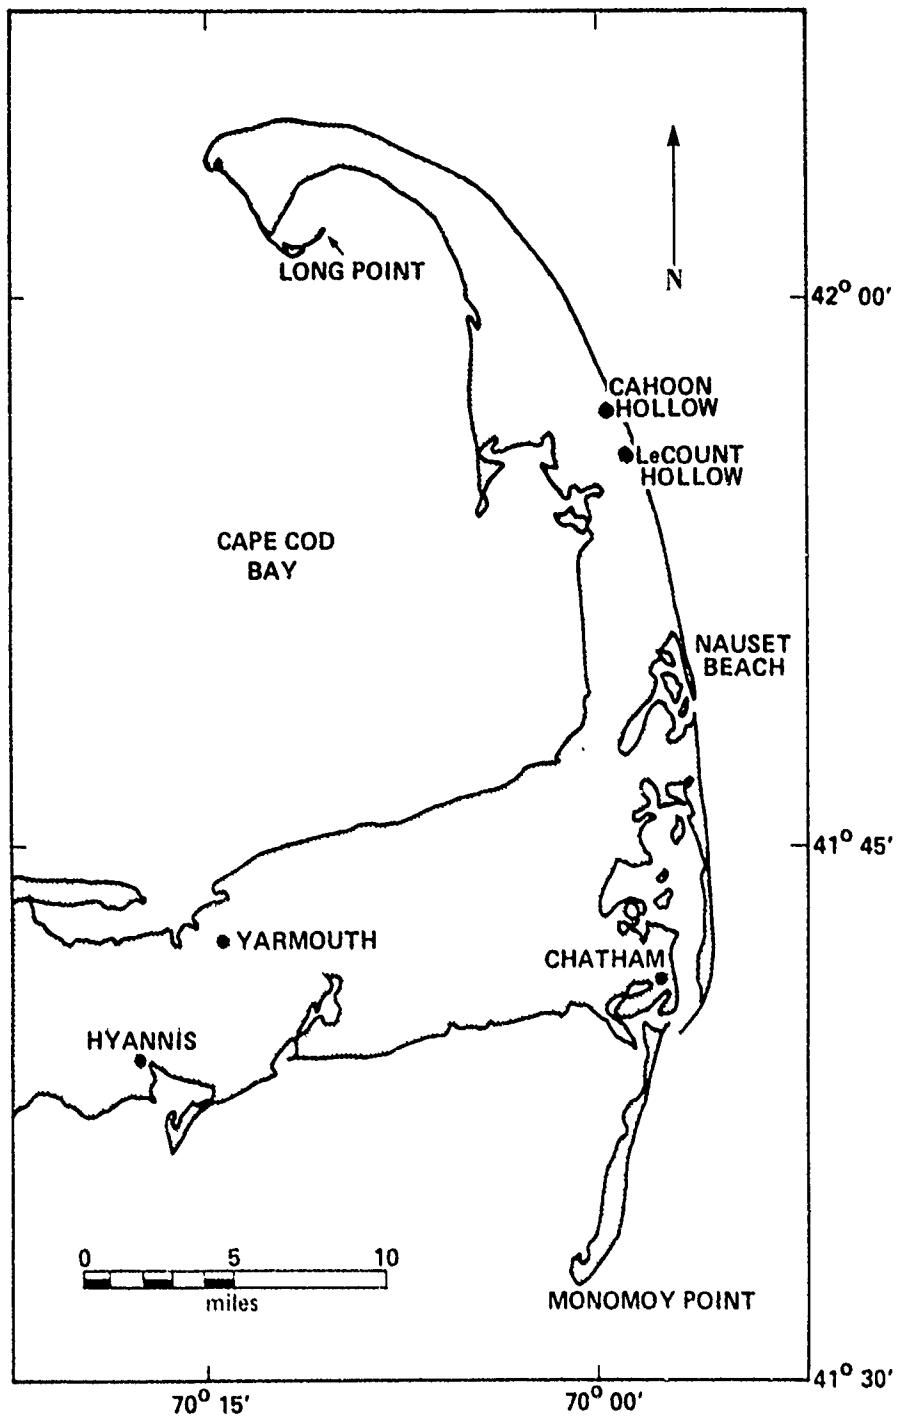 LONG POINT
N
42° 00'
CAHOON
HOLLOW
LeCOUNT
HOLLOW
CAPE COD
BAY
NAUSET
BEACH
41° 45'
YARMOUTH
CHATHAM
HYANNIS
0 5 10
miles
MONOMOY POINT
41° 30'
70° 15' 70° 00'